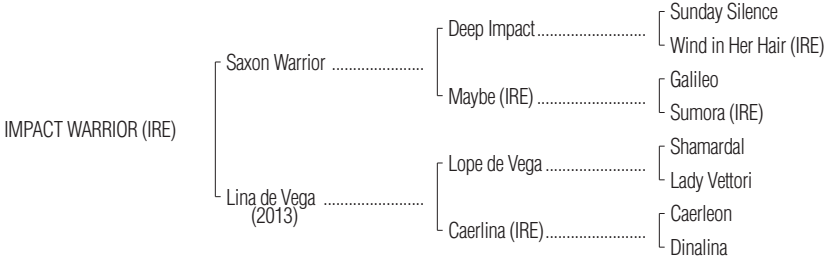 Sunday Silence
Deep Impact..........................
Wind in Her Hair (IRE)
Saxon Warrior ......................
Galileo
Maybe (IRE) ..........................
Sumora (IRE)
IMPACT WARRIOR (IRE)
Shamardal
Lope de Vega .........................
Lady Vettori
Lina de Vega ........................
(2013)
Caerleon
Caerlina (IRE)........................
Dinalina